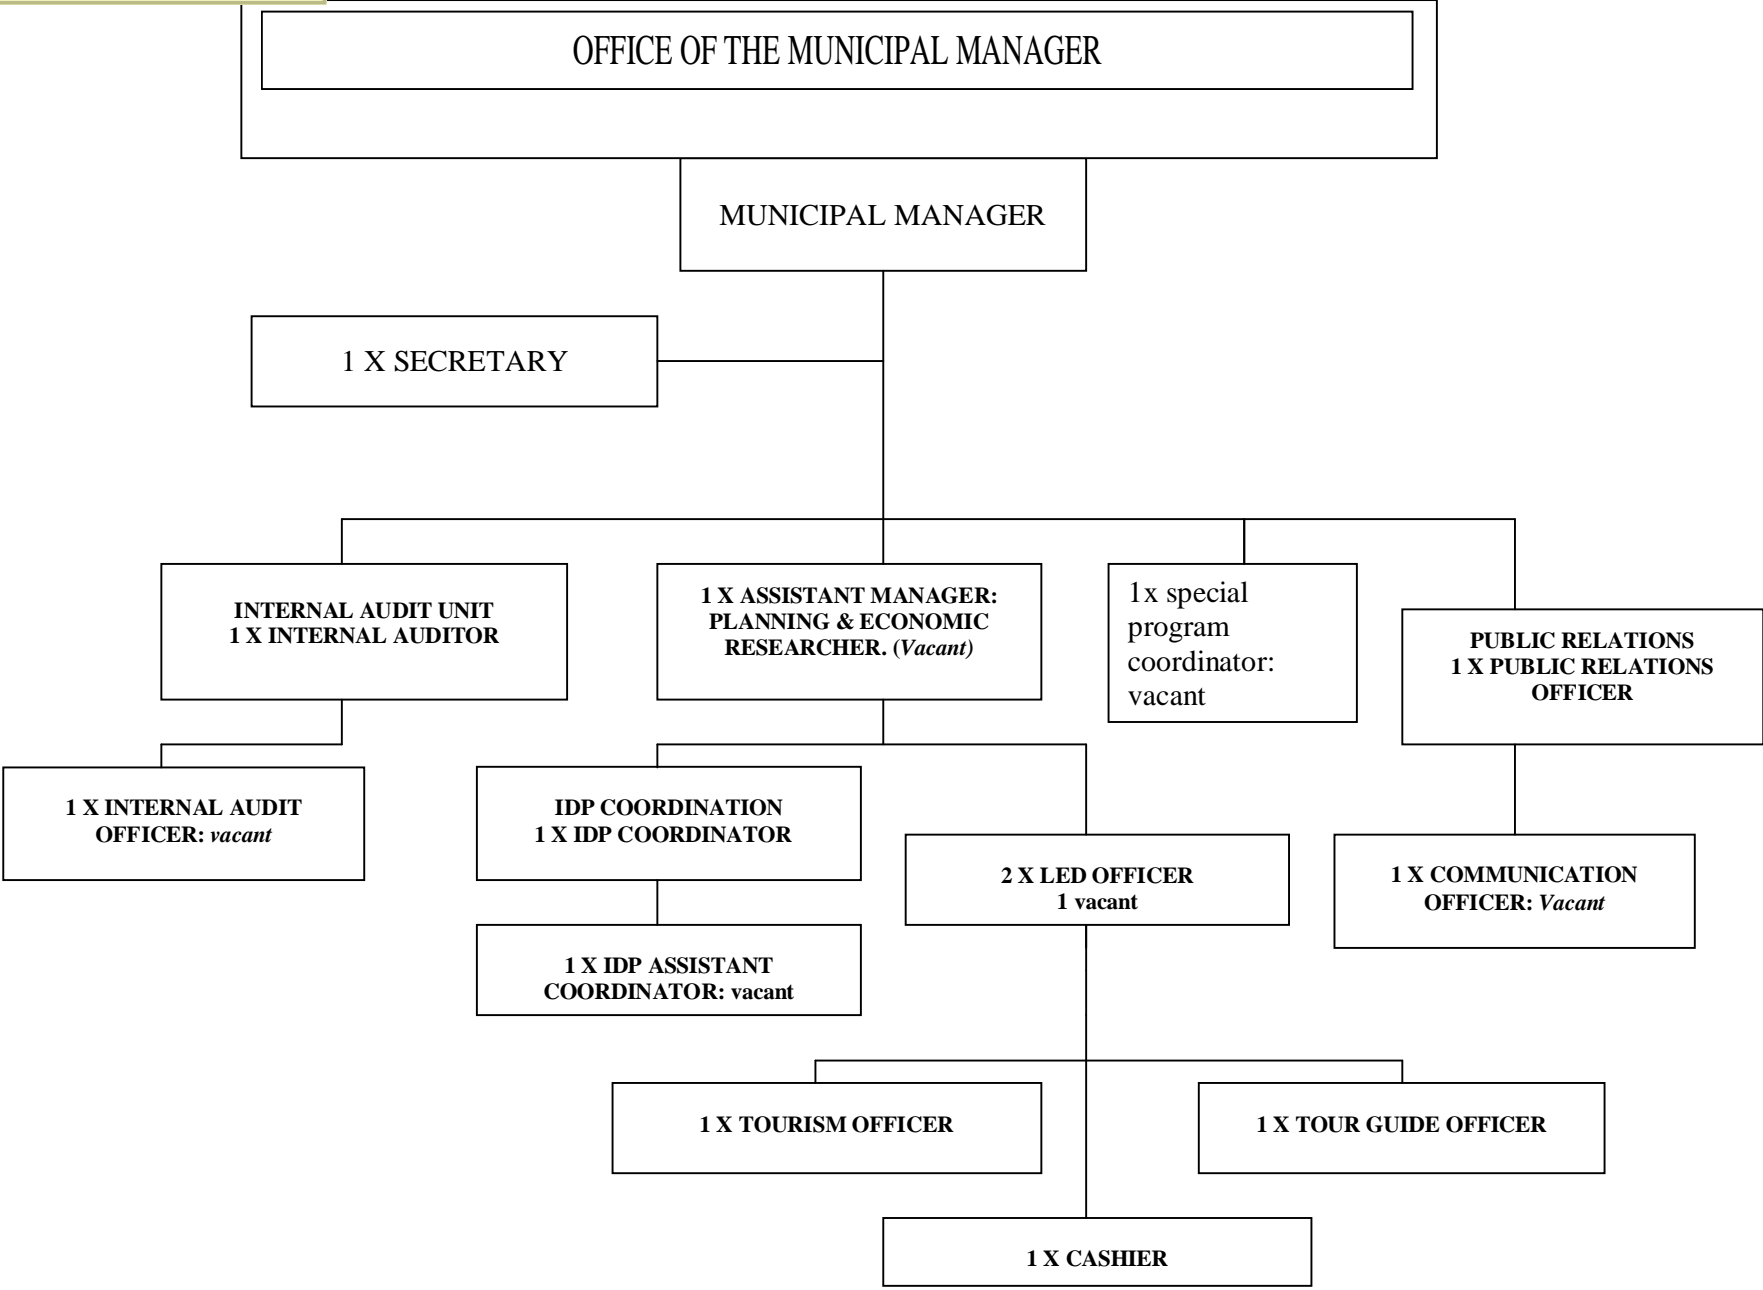 OFFICE OF THE MUNICIPAL MANAGER
MUNICIPAL MANAGER
1 X SECRETARY
INTERNAL AUDIT UNIT
1 X INTERNAL AUDITOR
1 X ASSISTANT MANAGER:
PLANNING & ECONOMIC
RESEARCHER. (Vacant)
1x special
program
coordinator:
vacant
PUBLIC RELATIONS
1 X PUBLIC RELATIONS
OFFICER
1 X INTERNAL AUDIT
OFFICER: vacant
IDP COORDINATION
1 X IDP COORDINATOR
2 X LED OFFICER
1 vacant
1 X COMMUNICATION
OFFICER: Vacant
1 X IDP ASSISTANT
COORDINATOR: vacant
1 X TOURISM OFFICER
1 X TOUR GUIDE OFFICER
1 X CASHIER